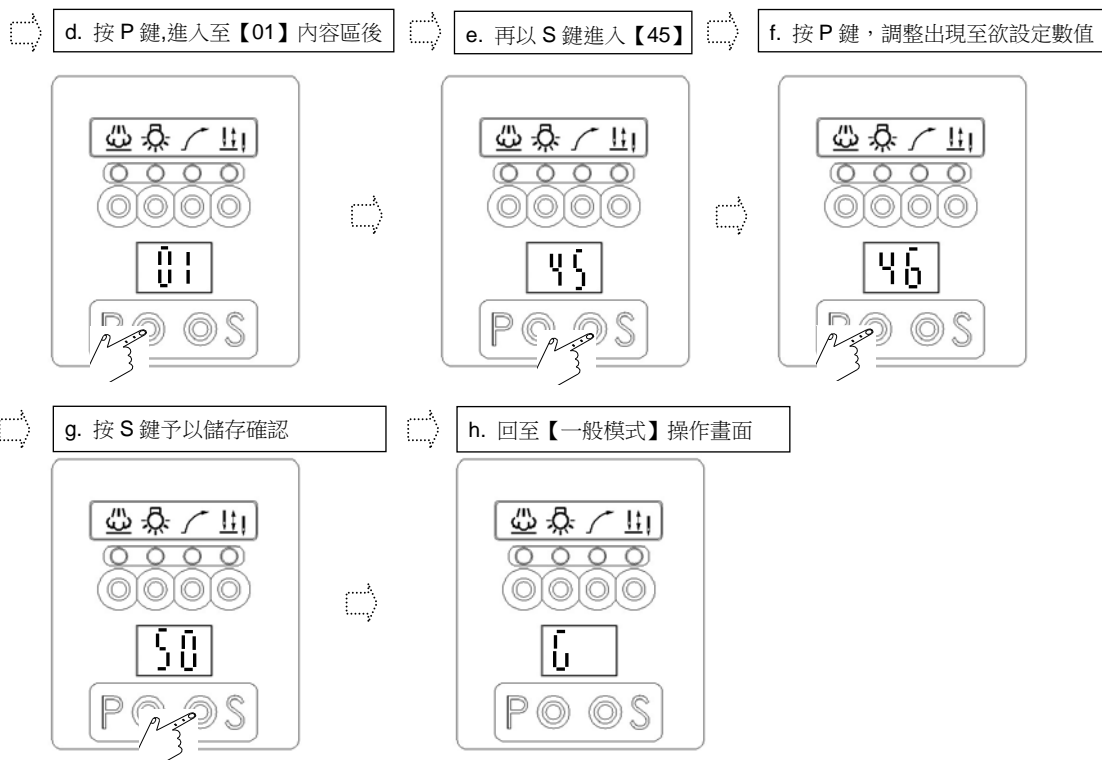 d. 按 P 鍵,進入至【01】內容區後
e. 再以 S 鍵進入【45】
f. 按 P 鍵，調整出現至欲設定數值
01
45
46
P S
P S
P S
g. 按 S 鍵予以儲存確認
h. 回至【一般模式】操作畫面
50
G
P S
P S